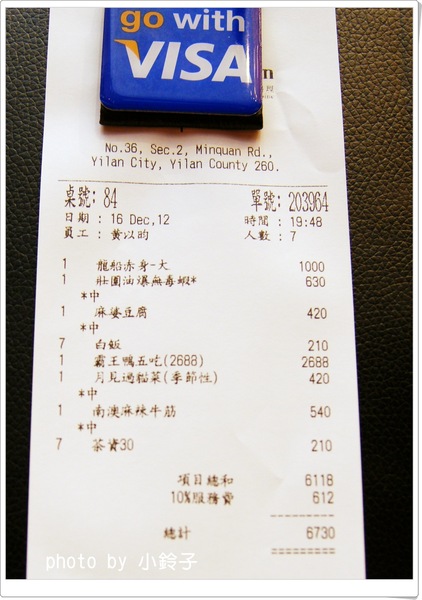 go with
VISA
No.36, Sec.2, Minquan Rd.,
Yilan City, Yilan County 260.
桌號: 84 單號: 203964
日期 : 16 Dec,12 時間 : 19:48
員工 : 黃以昀 人數 : 7
1 龍船赤身-大 1000
1 壯圍油爆無毒蝦* 630
*中
1 麻婆豆腐 420
*中
7 白飯 210
1 霸王鴨五吃(2688) 2688
1 月見過貓菜(季節性) 420
*中
1 南澳麻辣牛筋 540
*中
7 茶資30 210
項目總和 6118
10%服務費 612
總計 6730
photo by 小鈴子